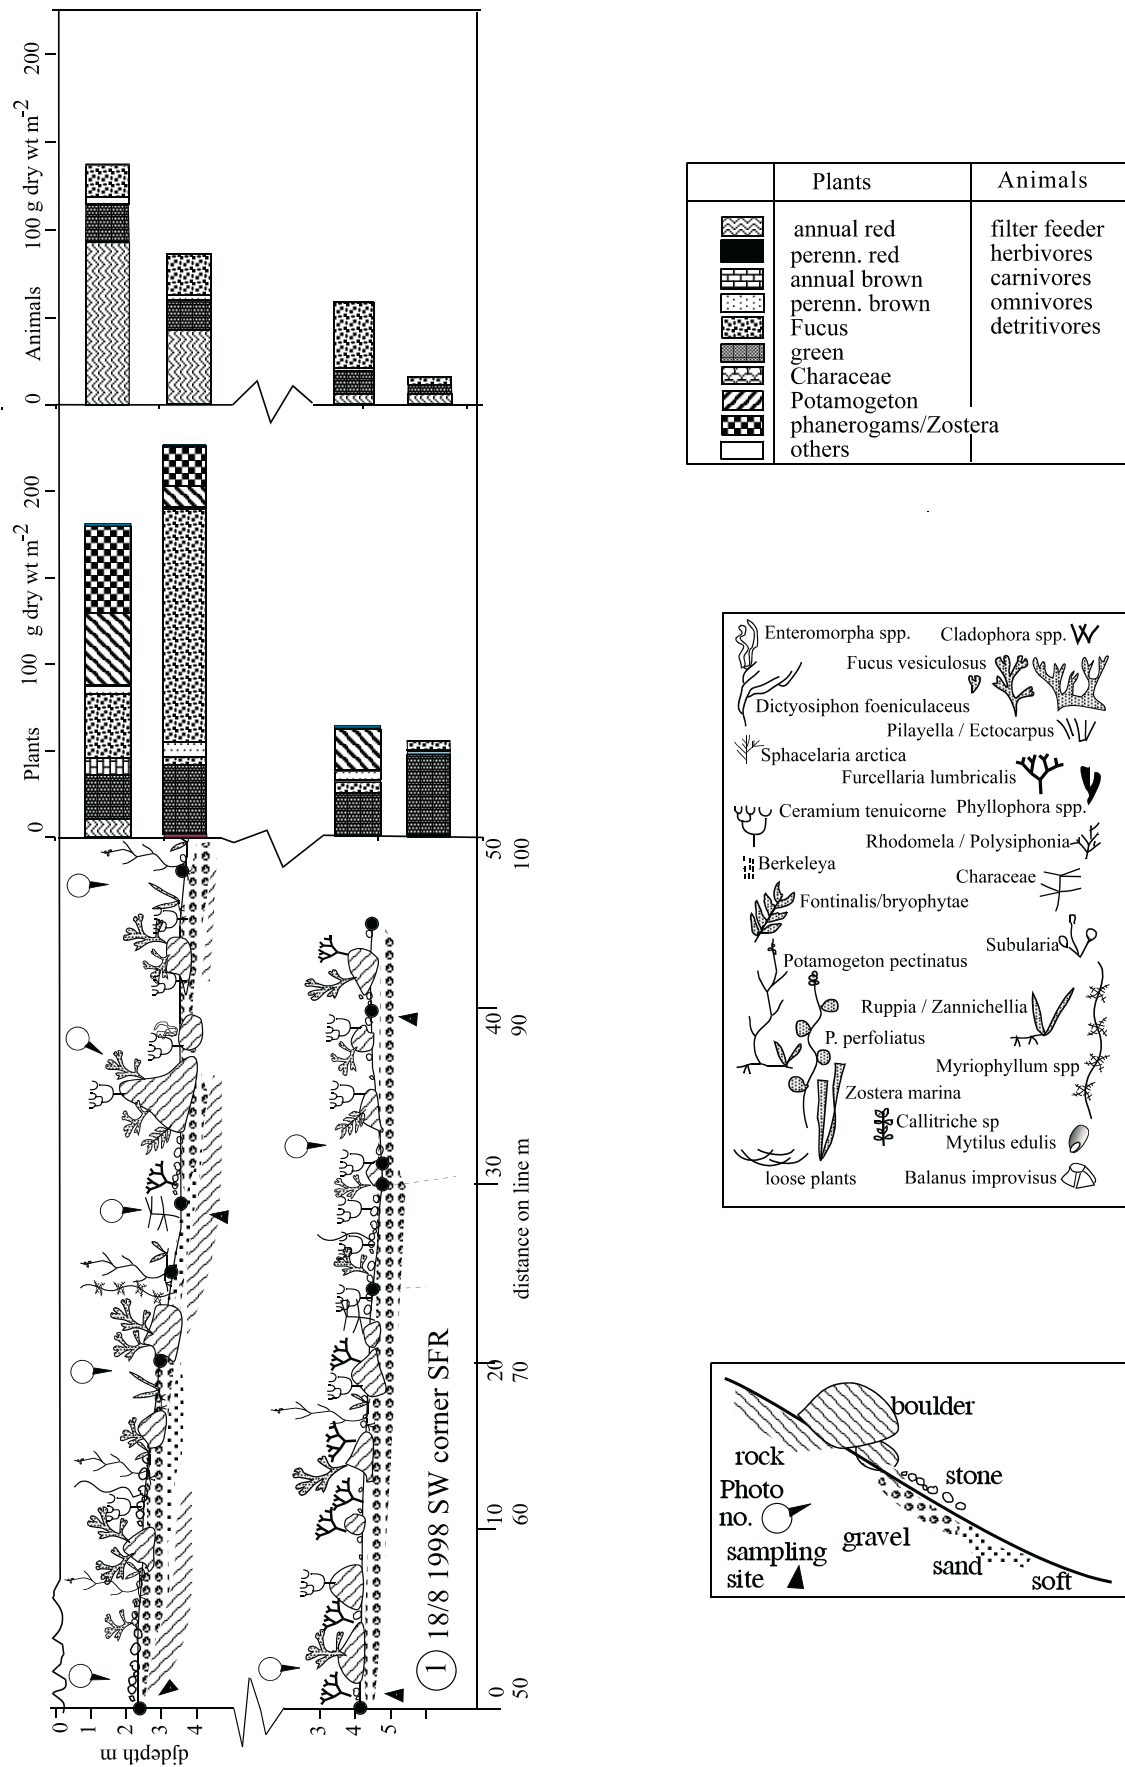 200
100 g dry wt m-2
Animals
0
200
100 g dry wt m-2
Plants
0
50
100
40
90
30
distance on line m
20
70
10
60
0
50
1 18/8 1998 SW corner SFR
0 1 2 3 4
djdepth m
3 4 5
Plants Animals
annual red filter feeder
perenn. red herbivores
annual brown carnivores
perenn. brown omnivores
Fucus detritivores
green
Characeae
Potamogeton
phanerogams/Zostera
others
Enteromorpha spp. Cladophora spp.
Fucus vesiculosus
Dictyosiphon foeniculaceus
Pilayella / Ectocarpus
Sphacelaria arctica
Furcellaria lumbricalis
Ceramium tenuicorne Phyllophora spp.
Rhodomela / Polysiphonia
Berkeleya
Characeae
Fontinalis/bryophytae
Subularia
Potamogeton pectinatus
Ruppia / Zannichellia
P. perfoliatus
Myriophyllum spp
Zostera marina
Callitriche sp
Mytilus edulis
loose plants Balanus improvisus
boulder
rock
stone
Photo
no.
gravel
sampling
site
sand
soft